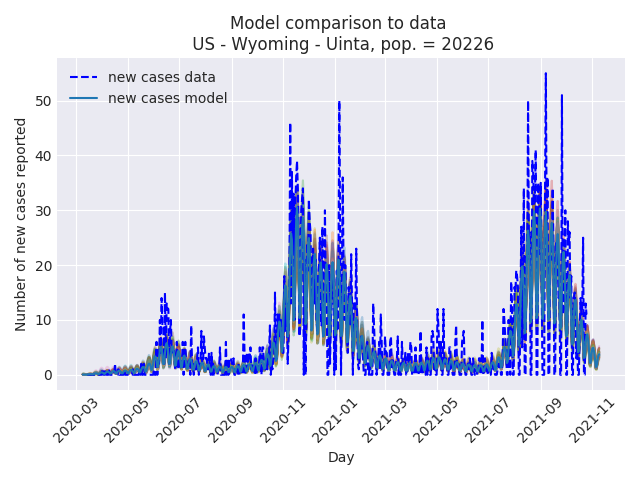 Model comparison to data
US - Wyoming - Uinta, pop. = 20226
new cases data
new cases model
Number of new cases reported
50
40
30
20
10
0
2020-03
2020-05
2020-07
2020-09
2020-11
2021-01
2021-03
2021-05
2021-07
2021-09
2021-11
Day